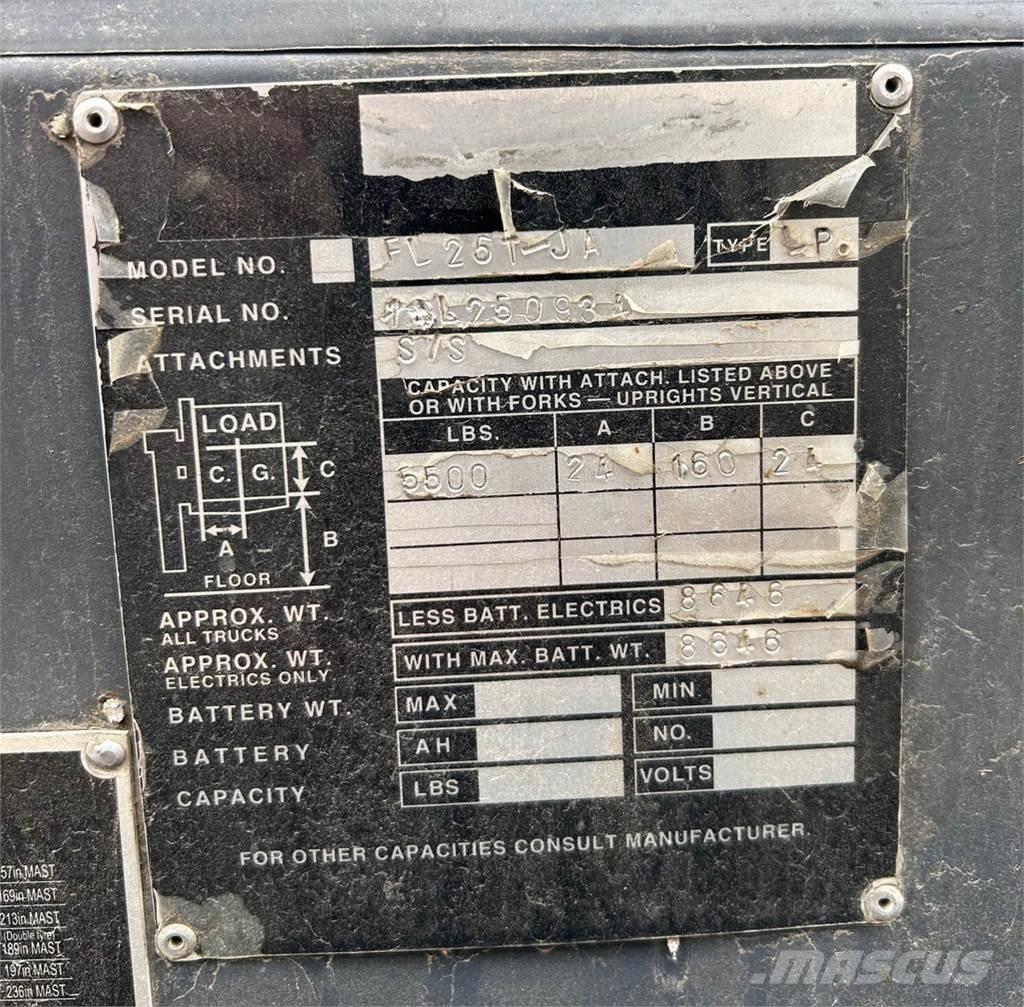 MODEL NO. FL25T-JA TYPE LP.
SERIAL NO.
ATTACHMENTS S/S
CAPACITY WITH ATTACH. LISTED ABOVE
OR WITH FORKS — UPRIGHTS VERTICAL
LBS. A B C
5500 24 160 24
LOAD
C. G. C
A B
FLOOR
APPROX. WT.
ALL TRUCKS
LESS BATT. ELECTRICS 8646
APPROX. WT.
ELECTRICS ONLY
WITH MAX. BATT. WT. 8646
BATTERY WT. MAX MIN
BATTERY AH NO.
CAPACITY LBS VOLTS
FOR OTHER CAPACITIES CONSULT MANUFACTURER.
57in MAST
169in MAST
213in MAST
(Double Tyre)
189in MAST
197in MAST
236in MAST
MASCUS